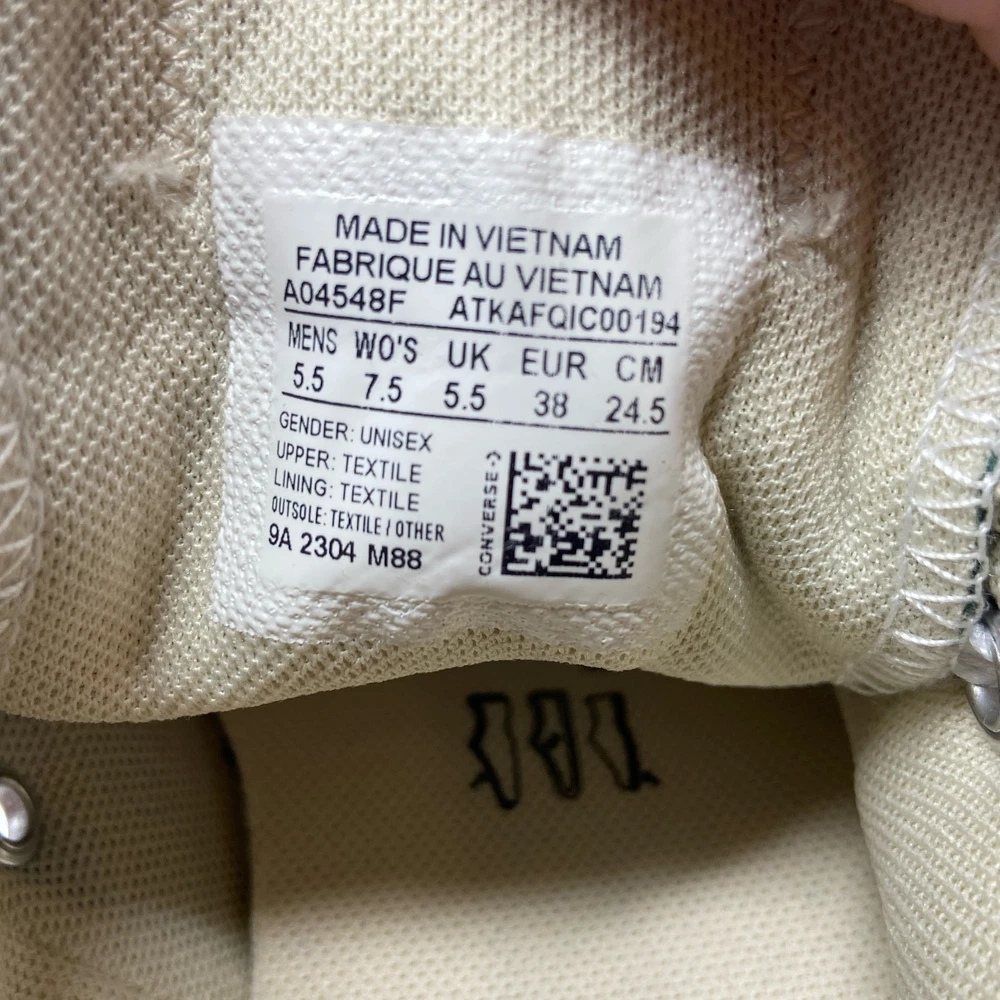 MADE IN VIETNAM
FABRIQUE AU VIETNAM
A04548F ATKAFQIC00194
MENS WO'S UK EUR CM
5.5 7.5 5.5 38 24.5
GENDER: UNISEX
UPPER: TEXTILE
LINING: TEXTILE
OUTSOLE: TEXTILE / OTHER
9A 2304 M88
CONVERSE